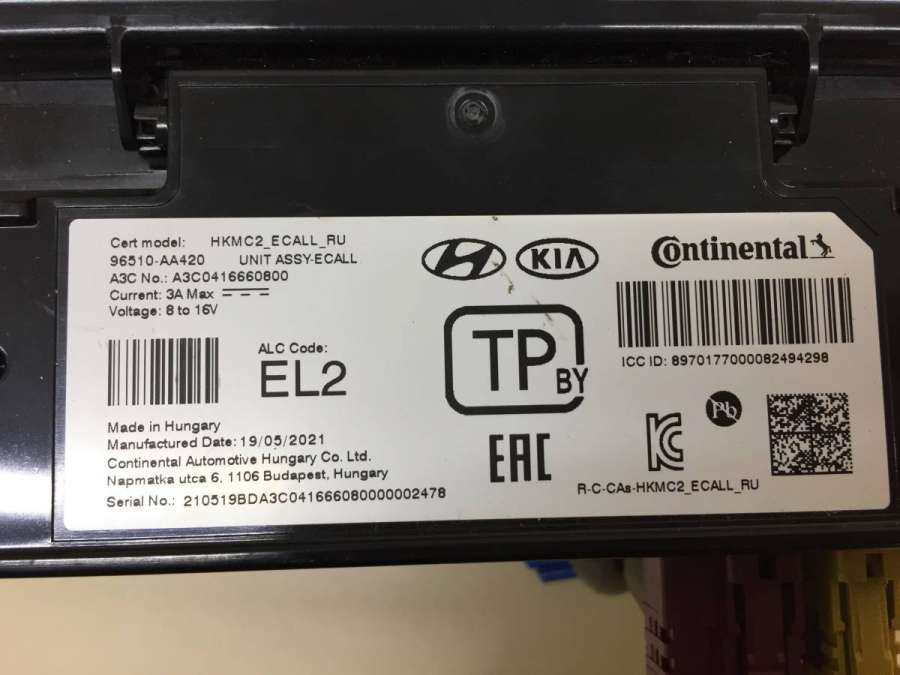 Cert model: HKMC2_ECALL_RU
96510-AA420 UNIT ASSY-ECALL
A3C No.: A3C0416660800
Current: 3A Max
Voltage: 8 to 16V
KIA
Continental
ALC Code:
EL2
TP BY
ICC ID: 8970177000082494298
Made in Hungary
Manufactured Date: 19/05/2021
Continental Automotive Hungary Co. Ltd.
Napmatka utca 6, 1106 Budapest, Hungary
Serial No.: 210519BDA3C041666080000002478
EAC
Pb
R-C-CAs-HKMC2_ECALL_RU